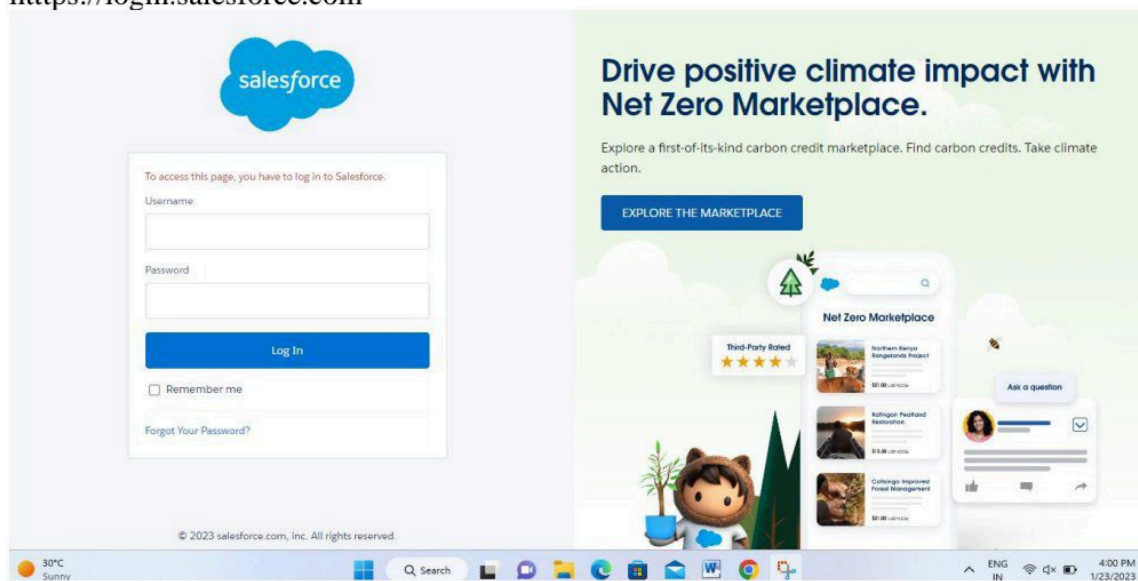 https://login.salesforce.com
salesforce
To access this page, you have to log in to Salesforce.
Username
Password
Log In
Remember me
Forgot Your Password?
© 2023 salesforce.com, inc. All rights reserved.
Drive positive climate impact with
Net Zero Marketplace.
Explore a first-of-its-kind carbon credit marketplace. Find carbon credits. Take climate
action.
EXPLORE THE MARKETPLACE
Net Zero Marketplace
Third-Party Rated
Northern Kenya
Rangelands Project
Ask a question
Restoration
Improved
Forest Management
30°C
Sunny
Search
ENG
IN
4:00 PM
1/23/2023